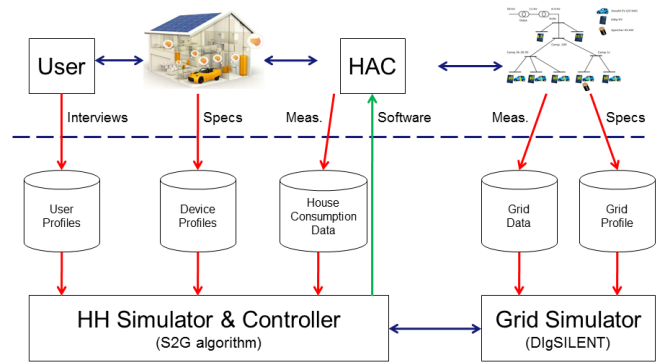 User
HAC
Interviews
Specs
Meas.
Software
Meas.
Specs
User
Profiles
Device
Profiles
House
Consumption
Data
Grid
Data
Grid
Profile
HH Simulator & Controller
(S2G algorithm)
Grid Simulator
(DIgSILENT)